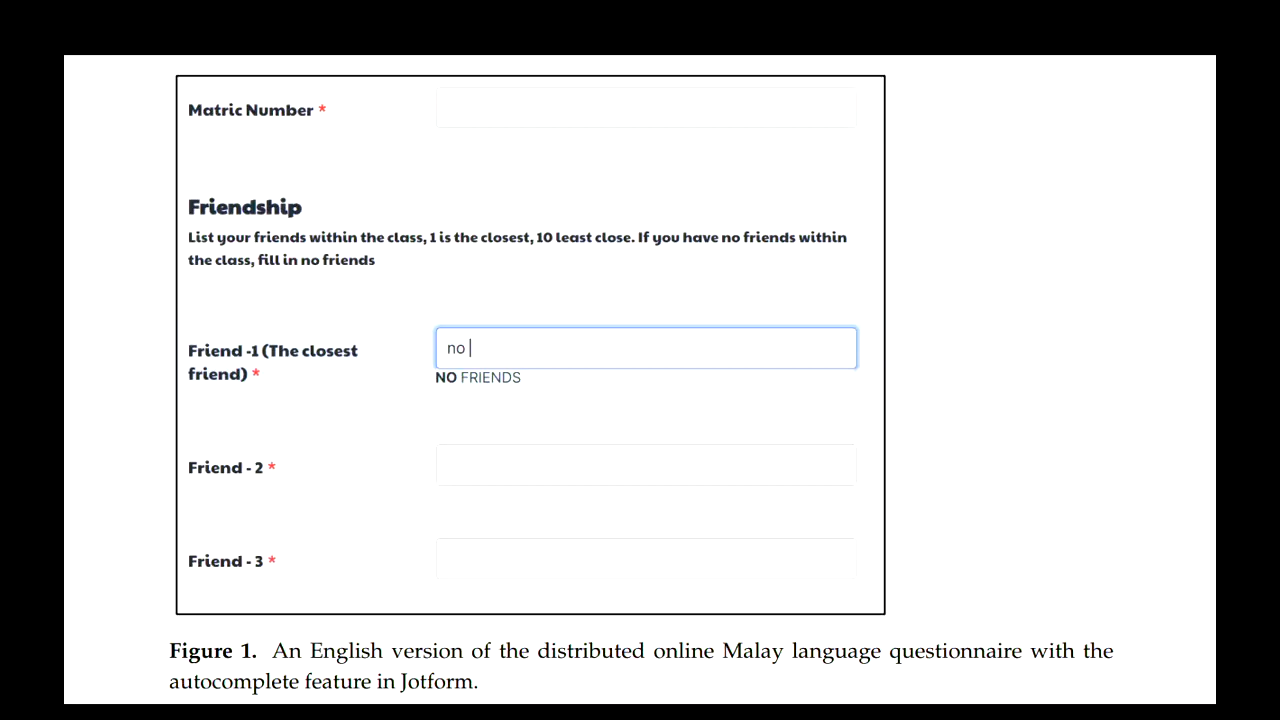 Matric Number *
Friendship
List your friends within the class, 1 is the closest, 10 least close. If you have no friends within
the class, fill in no friends
Friend -1 (The closest
friend) *
no
NO FRIENDS
Friend - 2 *
Friend - 3 *
Figure 1. An English version of the distributed online Malay language questionnaire with the
autocomplete feature in Jotform.